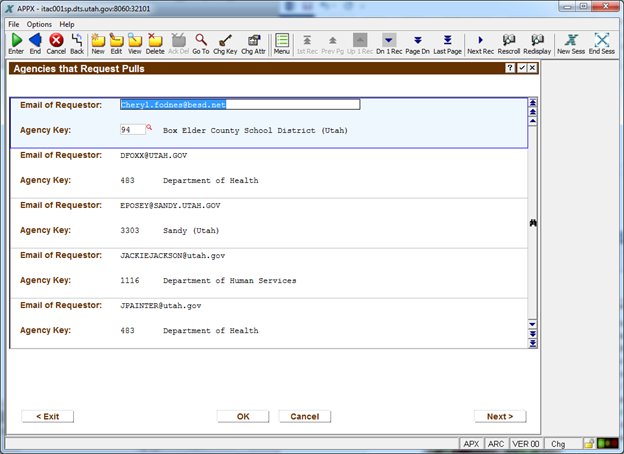 APPX - itac001sp.dts.utah.gov:8060:32101
File Options Help
Enter End Cancel Back New Edit View Delete Ack Del Go To Chg Key Chg Attr Menu 1st Rec Prev Pg Up 1 Rec Dn 1 Rec Page Dn Last Page Next Rec Rescroll Redisplay New Sess End Sess
Agencies that Request Pulls
Email of Requestor: Cheryl.fodnes@besd.net
Agency Key: 94 Box Elder County School District (Utah)
Email of Requestor: DFOXX@UTAH.GOV
Agency Key: 483 Department of Health
Email of Requestor: EPOSEY@SANDY.UTAH.GOV
Agency Key: 3303 Sandy (Utah)
Email of Requestor: JACKIEJACKSON@utah.gov
Agency Key: 1116 Department of Human Services
Email of Requestor: JPAINTER@utah.gov
Agency Key: 483 Department of Health
< Exit OK Cancel Next >
APX ARC VER 00 Chg